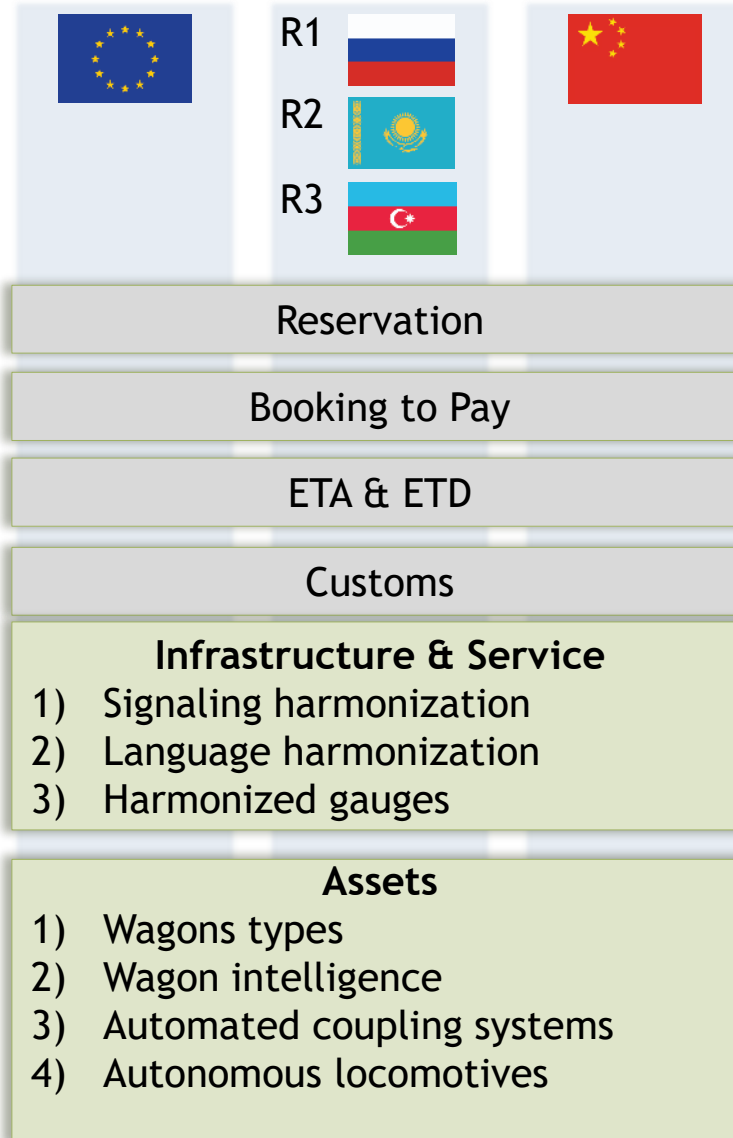 R1
R2
R3
Reservation
Booking to Pay
ETA & ETD
Customs
Infrastructure & Service
1) Signaling harmonization
2) Language harmonization
3) Harmonized gauges
Assets
1) Wagons types
2) Wagon intelligence
3) Automated coupling systems
4) Autonomous locomotives